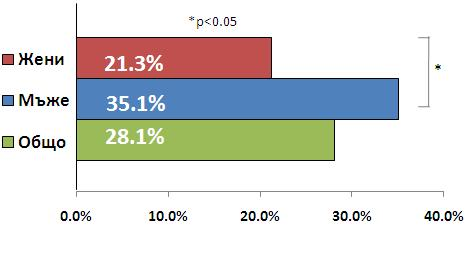 *p<0.05
Жени 21.3%
*
Мъже 35.1%
Общо 28.1%
0.0% 10.0% 20.0% 30.0% 40.0%